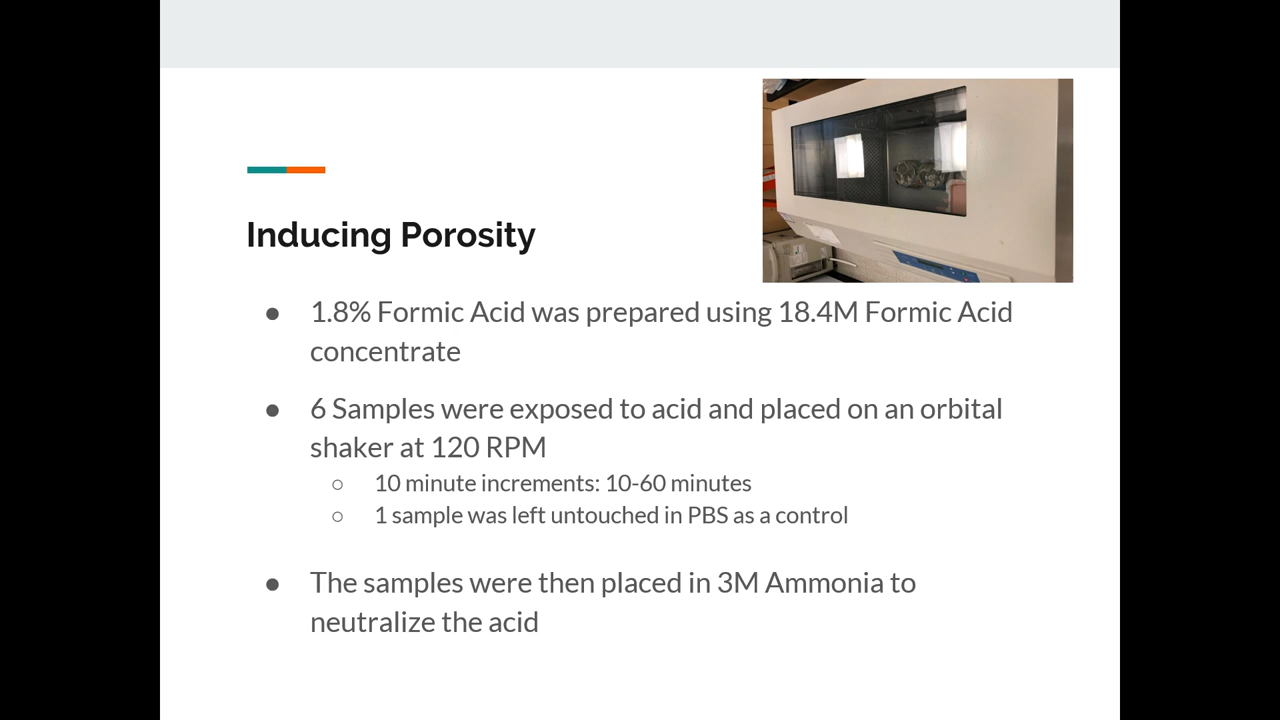 Inducing Porosity
● 1.8% Formic Acid was prepared using 18.4M Formic Acid
concentrate
● 6 Samples were exposed to acid and placed on an orbital
shaker at 120 RPM
○ 10 minute increments: 10-60 minutes
○ 1 sample was left untouched in PBS as a control
● The samples were then placed in 3M Ammonia to
neutralize the acid